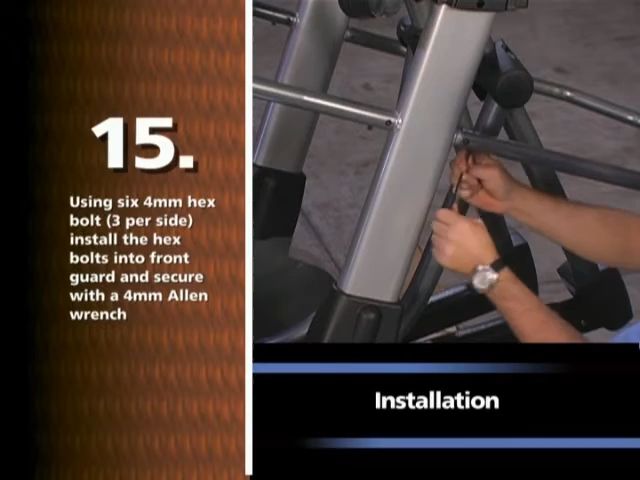 15.
Using six 4mm hex
bolt (3 per side)
install the hex
bolts into front
guard and secure
with a 4mm Allen
wrench
Installation